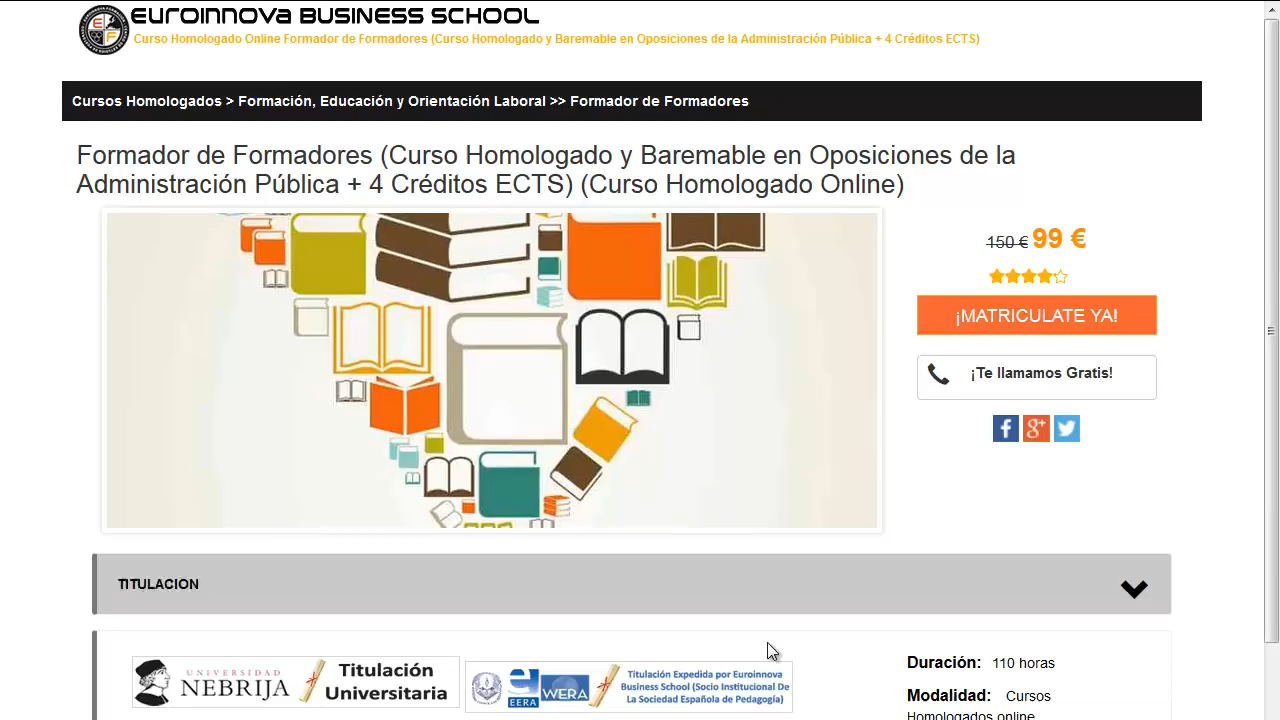 Euroinnova BUSINESS SCHOOL
Curso Homologado Online Formador de Formadores (Curso Homologado y Baremable en Oposiciones de la Administración Pública + 4 Créditos ECTS)
Cursos Homologados > Formación, Educación y Orientación Laboral >> Formador de Formadores
Formador de Formadores (Curso Homologado y Baremable en Oposiciones de la
Administración Pública + 4 Créditos ECTS) (Curso Homologado Online)
150 € 99 €
¡MATRICULATE YA!
¡Te llamamos Gratis!
TITULACION
UNIVERSIDAD
NEBRIJA
Titulación
Universitaria
EERA
WERA
Titulación Expedida por Euroinnova
Business School (Socio Institucional De
La Sociedad Española de Pedagogía)
Duración: 110 horas
Modalidad: Cursos
Homologados online